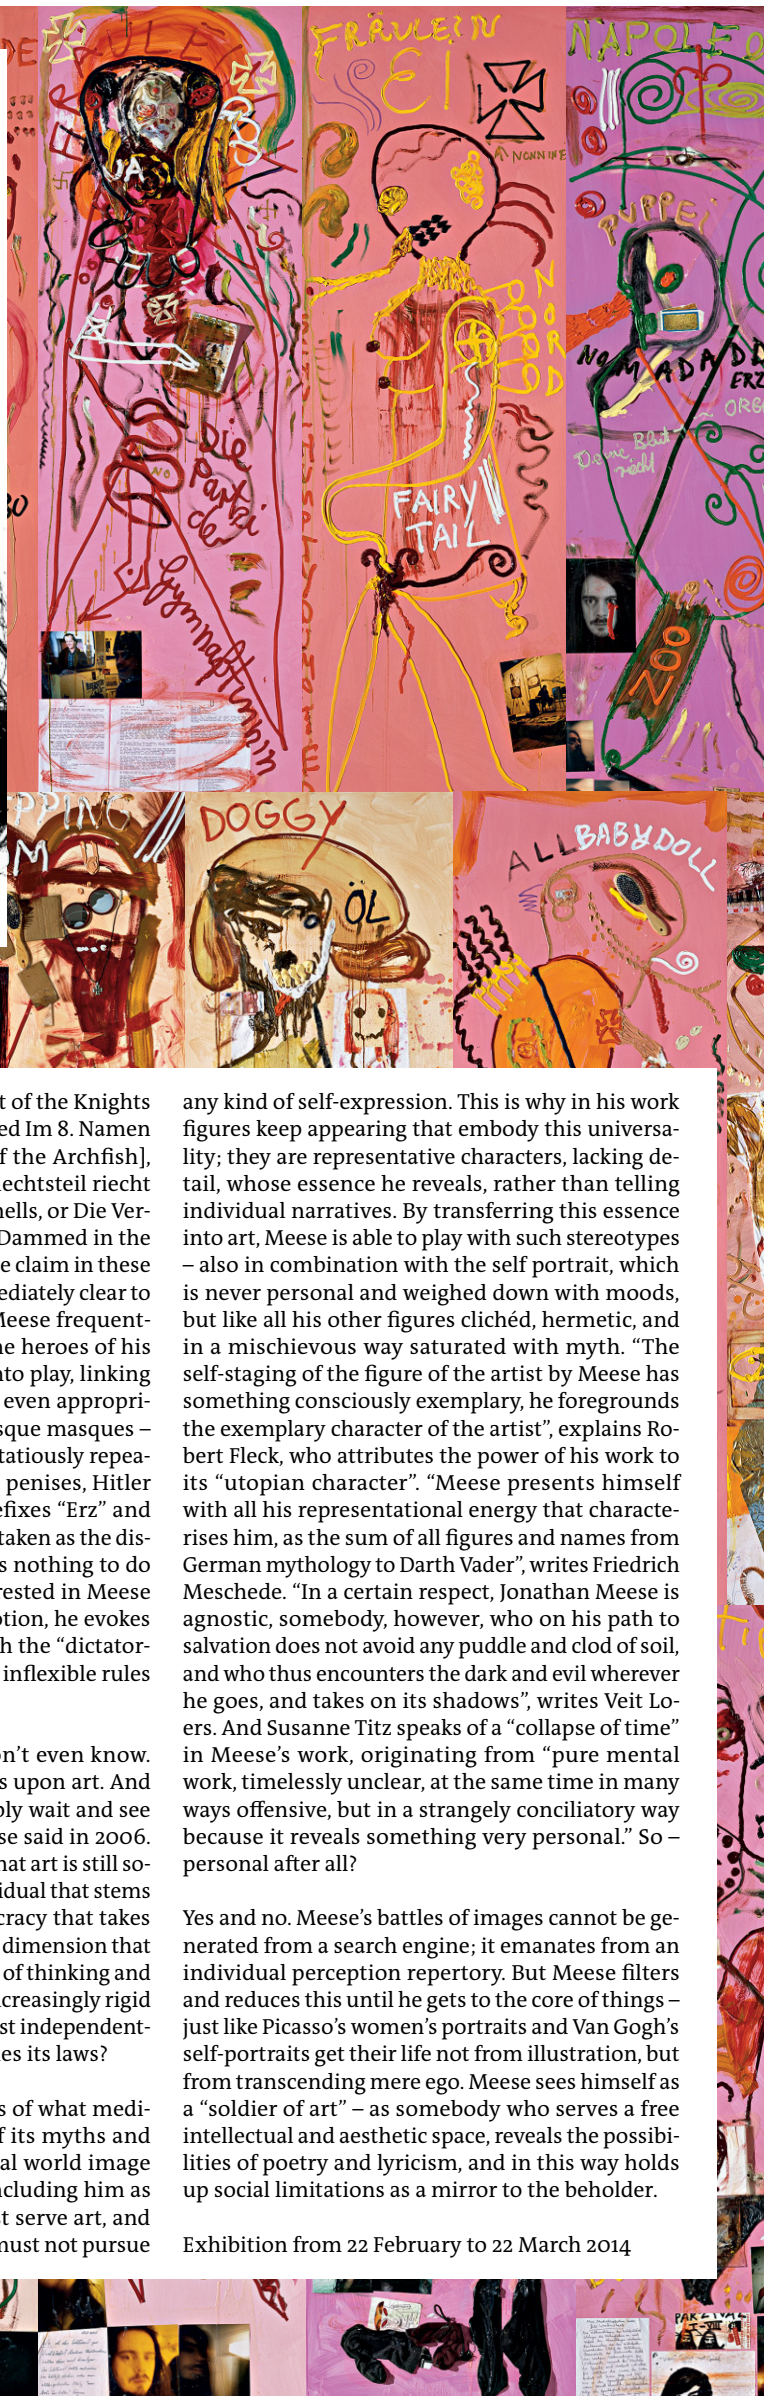 FRÄULEIN
EI
NAPOLEO
NONNINE
PUPPEI
JA
NORD
POPO
NOMADADD
ERZ
Die
Partei
der
NO
FAIRY
TAIL
Deine Blut
riecht
NOO
PPING
M
DOGGY
ÖL
ALLBABYDOLL
t of the Knights
ed Im 8. Namen
f the Archfish],
echtsteil riecht
nells, or Die Ver-
Dammed in the
e claim in these
ediately clear to
Meese frequent-
ne heroes of his
nto play, linking
even appropri-
sque masques –
tatiously repea-
penises, Hitler
efixes “Erz” and
taken as the dis-
s nothing to do
rested in Meese
otion, he evokes
h the “dictator-
inflexible rules
on’t even know.
s upon art. And
ply wait and see
se said in 2006.
hat art is still so-
idual that stems
cracy that takes
dimension that
of thinking and
creasingly rigid
st independent-
es its laws?
s of what medi-
f its myths and
al world image
ncluding him as
t serve art, and
must not pursue
any kind of self-expression. This is why in his work
figures keep appearing that embody this universa-
lity; they are representative characters, lacking de-
tail, whose essence he reveals, rather than telling
individual narratives. By transferring this essence
into art, Meese is able to play with such stereotypes
– also in combination with the self portrait, which
is never personal and weighed down with moods,
but like all his other figures clichéd, hermetic, and
in a mischievous way saturated with myth. “The
self-staging of the figure of the artist by Meese has
something consciously exemplary, he foregrounds
the exemplary character of the artist”, explains Ro-
bert Fleck, who attributes the power of his work to
its “utopian character”. “Meese presents himself
with all his representational energy that characte-
rises him, as the sum of all figures and names from
German mythology to Darth Vader”, writes Friedrich
Meschede. “In a certain respect, Jonathan Meese is
agnostic, somebody, however, who on his path to
salvation does not avoid any puddle and clod of soil,
and who thus encounters the dark and evil wherever
he goes, and takes on its shadows”, writes Veit Lo-
ers. And Susanne Titz speaks of a “collapse of time”
in Meese’s work, originating from “pure mental
work, timelessly unclear, at the same time in many
ways offensive, but in a strangely conciliatory way
because it reveals something very personal.” So –
personal after all?
Yes and no. Meese’s battles of images cannot be ge-
nerated from a search engine; it emanates from an
individual perception repertory. But Meese filters
and reduces this until he gets to the core of things –
just like Picasso’s women’s portraits and Van Gogh’s
self-portraits get their life not from illustration, but
from transcending mere ego. Meese sees himself as
a “soldier of art” – as somebody who serves a free
intellectual and aesthetic space, reveals the possibi-
lities of poetry and lyricism, and in this way holds
up social limitations as a mirror to the beholder.
Exhibition from 22 February to 22 March 2014
PARZIVAL
I-VIII